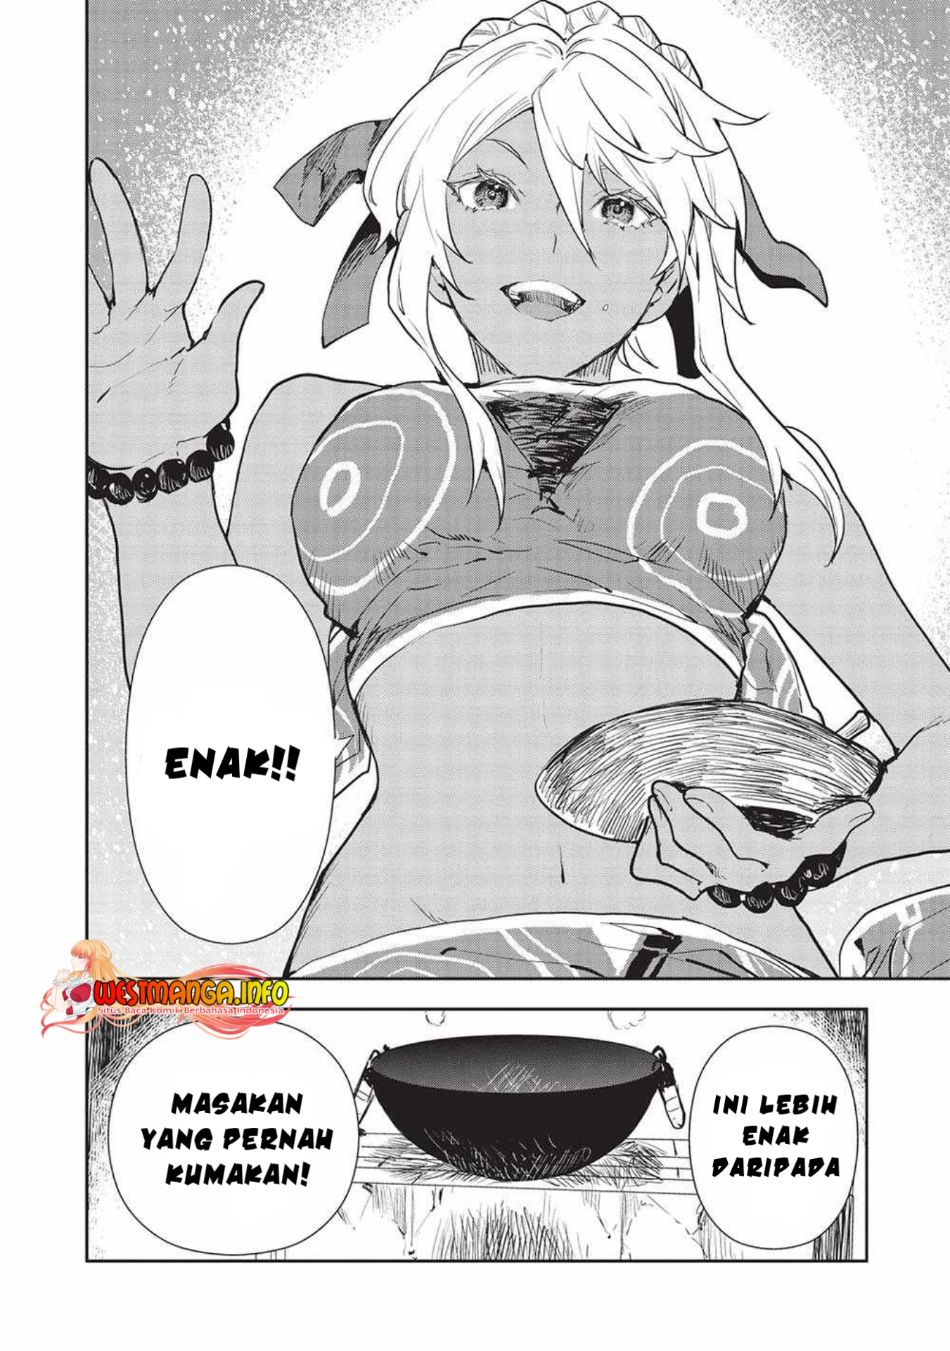 ENAK!!
WESTMANGA.INFO
Situs Baca Komik Berbahasa Indonesia
INI LEBIH
ENAK
DARIPADA
MASAKAN
YANG PERNAH
KUMAKAN!